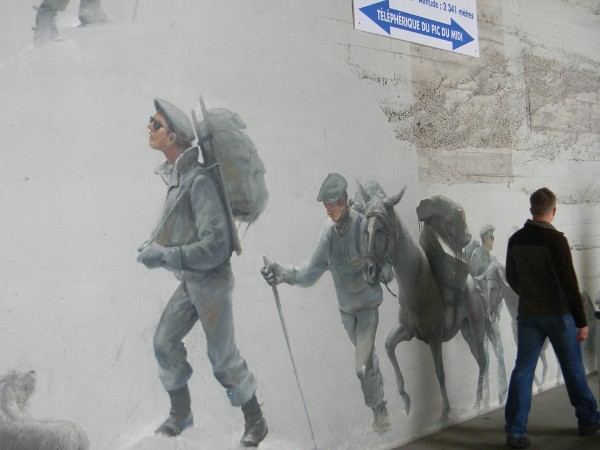 Altitude : 2 341 mètres
TÉLÉPHÉRIQUE DU PIC DU MIDI